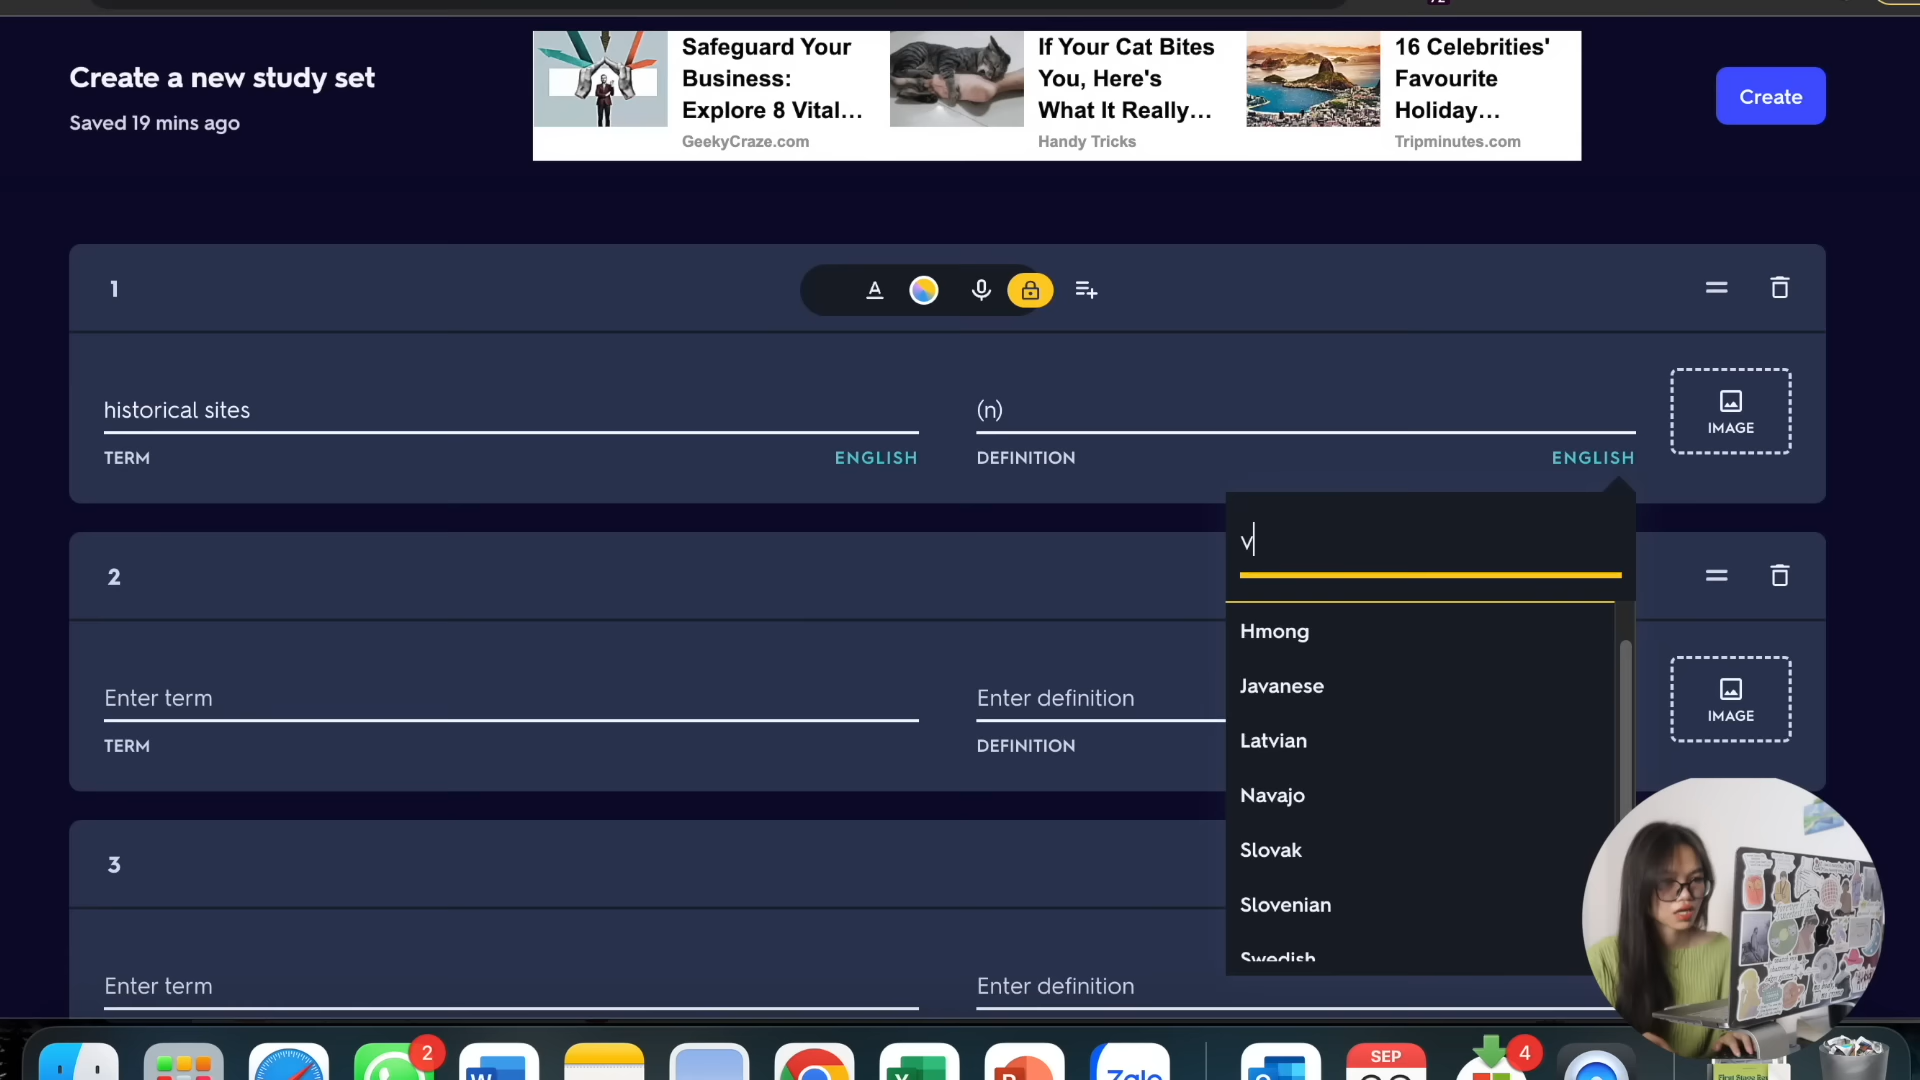 Create a new study set
Saved 19 mins ago
Safeguard Your
Business:
Explore 8 Vital...
GeekyCraze.com
If Your Cat Bites
You, Here's
What It Really...
Handy Tricks
16 Celebrities'
Favourite
Holiday...
Tripminutes.com
Create
1
A
historical sites
TERM
ENGLISH
(n)
DEFINITION
ENGLISH
IMAGE
v
Hmong
Javanese
Latvian
Navajo
Slovak
Slovenian
Swedish
2
Enter term
TERM
Enter definition
DEFINITION
IMAGE
3
Enter term
Enter definition
2
W
X
P
Zalo
O
SEP
4